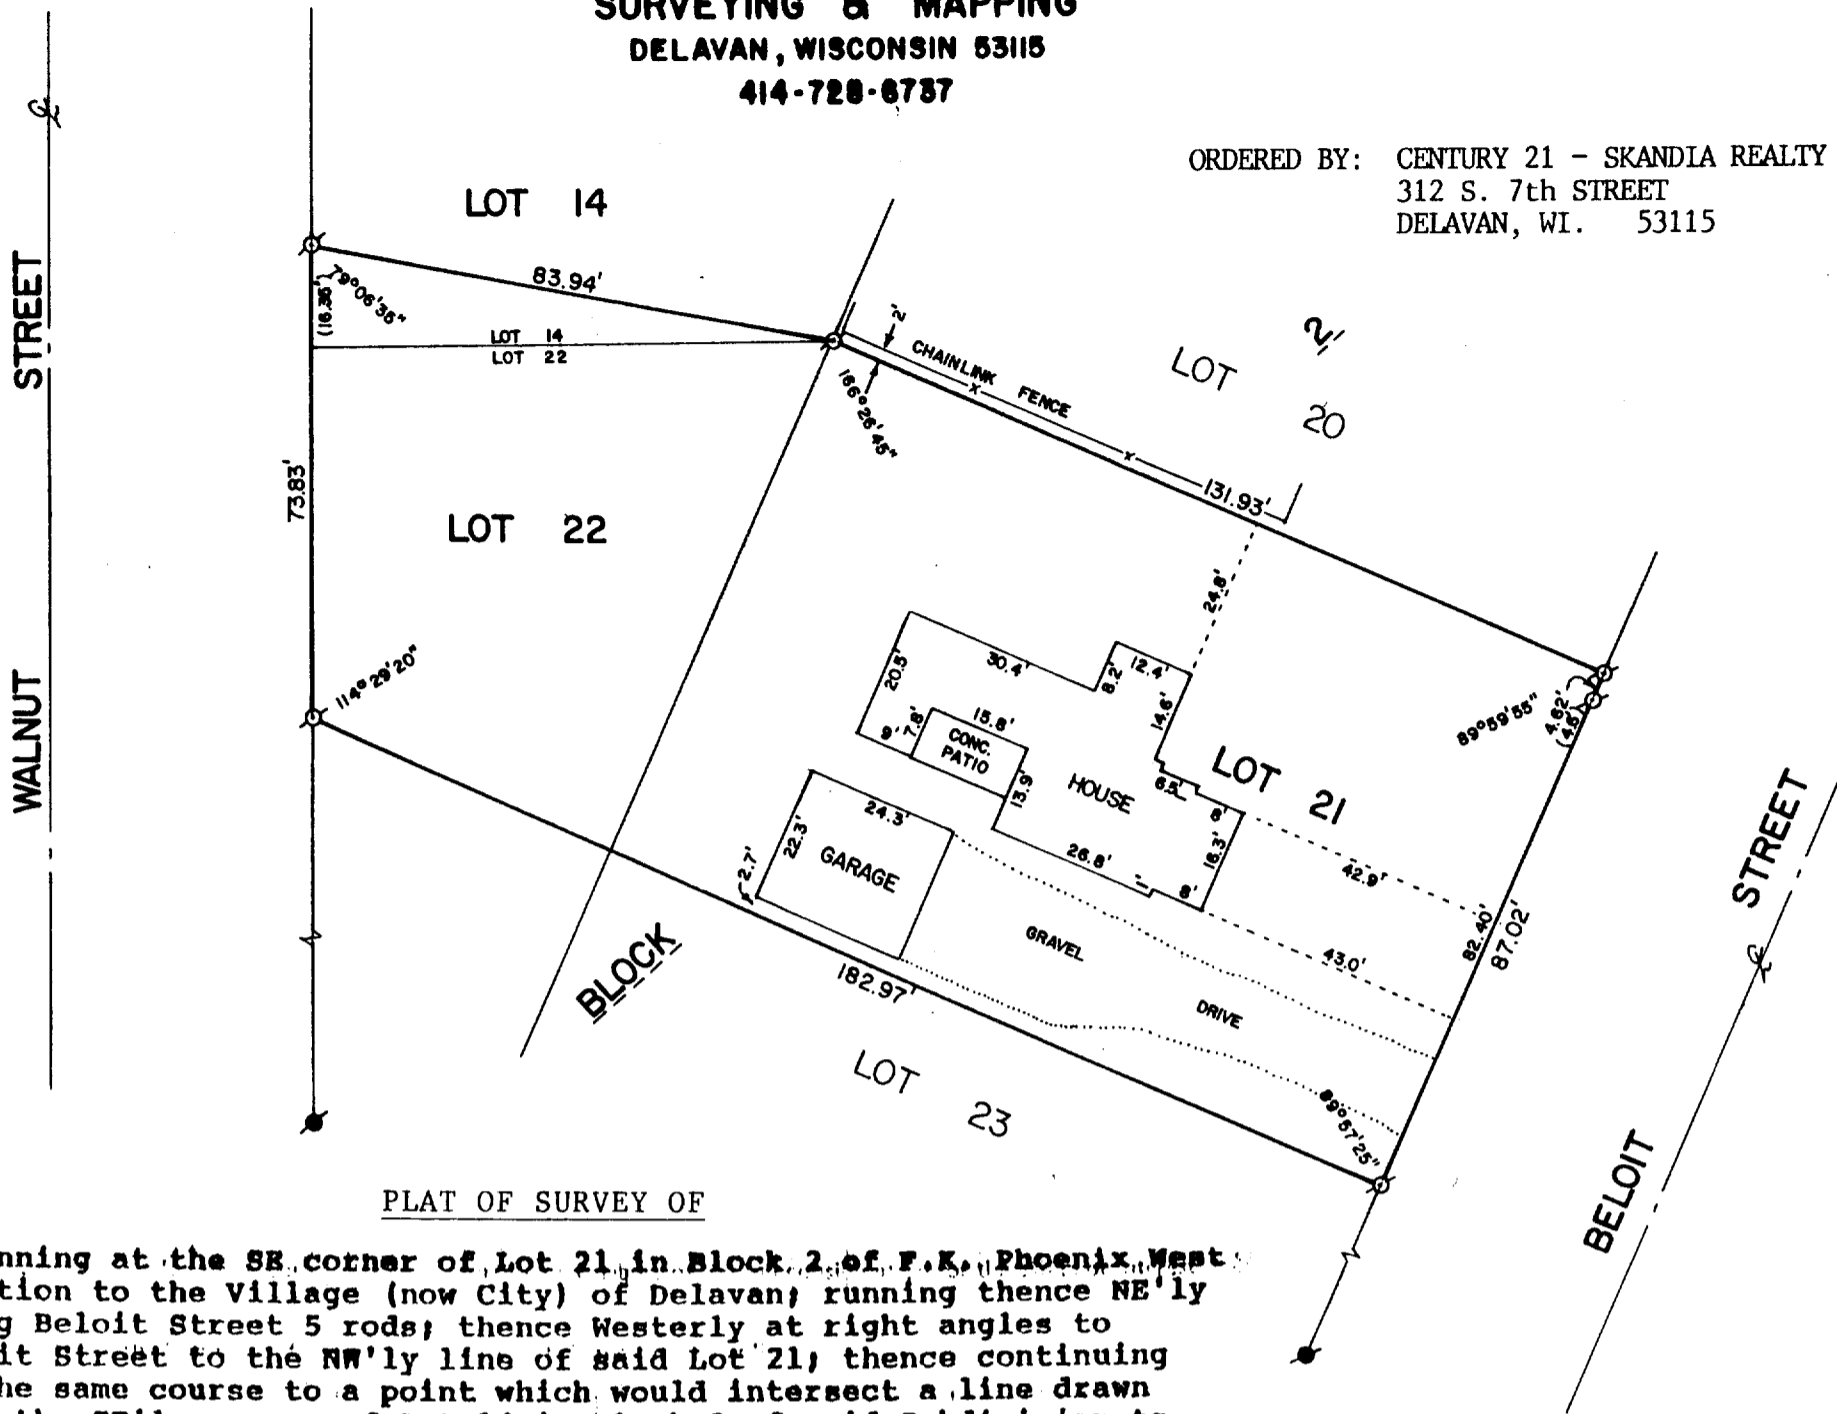 SURVEYING & MAPPING
DELAVAN, WISCONSIN 53115
414-728-6737
ORDERED BY: CENTURY 21 - SKANDIA REALTY
312 S. 7th STREET
DELAVAN, WI. 53115
WALNUT STREET
LOT 14
83.94'
79°06'35"
(16.35')
LOT 14
LOT 22
2'
CHAINLINK FENCE
166°26'45"
131.93'
LOT 20
2,
73.83'
LOT 22
114°29'20"
24.8'
20.5'
30.4'
8.2'
12.4'
14.6'
9'
7.8'
15.8'
CONC.
PATIO
13.9'
HOUSE
6.5'
8'
16.3'
26.8'
1'
8'
LOT 21
89°59'55"
4.62'
(4.6')
42.9'
43.0'
82.40'
87.02'
24.3'
22.3'
GARAGE
2.7'
GRAVEL
DRIVE
182.97'
89°57'25"
BLOCK
LOT 23
BELOIT STREET
PLAT OF SURVEY OF
nning at the SE corner of Lot 21 in Block 2 of F.K. Phoenix West
tion to the Village (now City) of Delavan; running thence NE'ly
g Beloit Street 5 rods; thence Westerly at right angles to
it Street to the NW'ly line of said Lot 21; thence continuing
he same course to a point which would intersect a line drawn